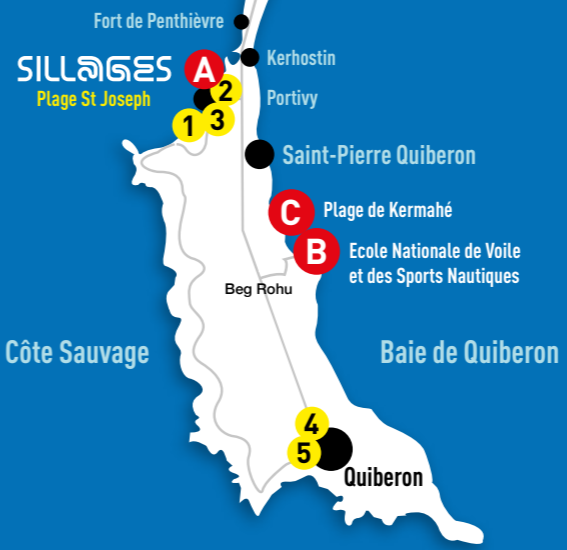 Fort de Penthièvre
Kerhostin
SILLAGES
A
Plage St Joseph
2
Portivy
1
3
Saint-Pierre Quiberon
C
Plage de Kermahé
B
Ecole Nationale de Voile
et des Sports Nautiques
Beg Rohu
Côte Sauvage
Baie de Quiberon
4
5
Quiberon